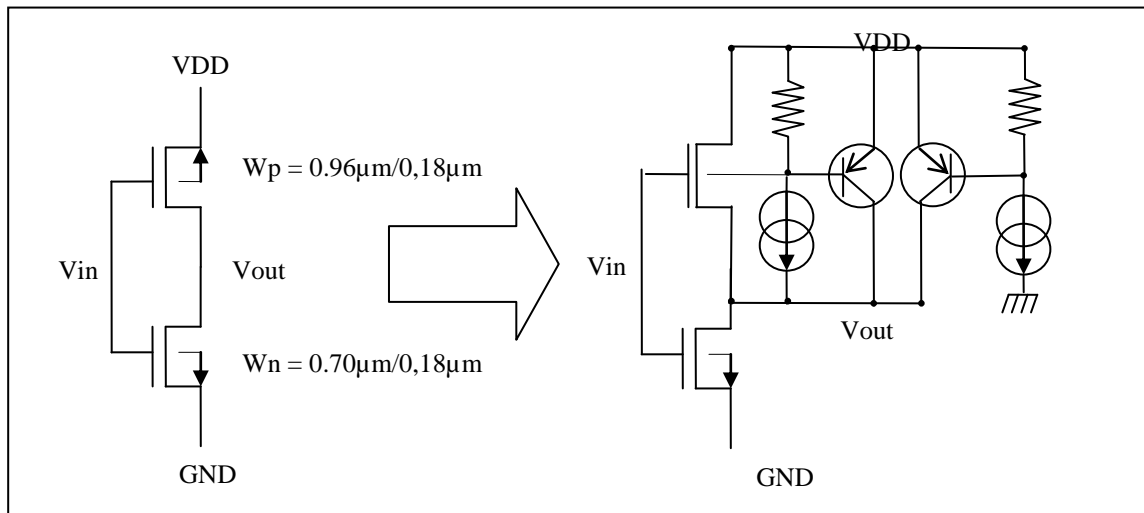 VDD
Wp = 0.96µm/0,18µm
Vin
Vout
Wn = 0.70µm/0,18µm
GND
VDD
Vin
Vout
GND